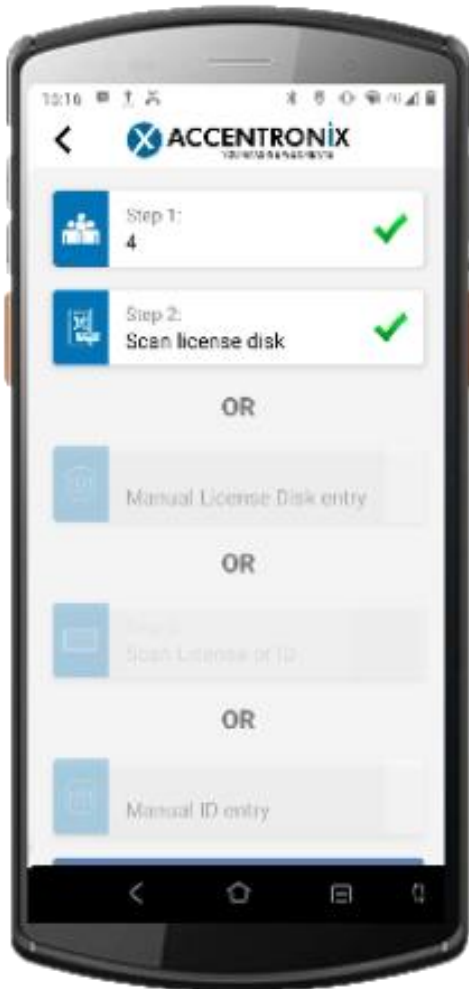 10:16
ACCENTRONIX
Step 1:
4
Step 2:
Scan license disk
OR
Manual License Disk entry
OR
Scan License or ID
OR
Manual ID entry